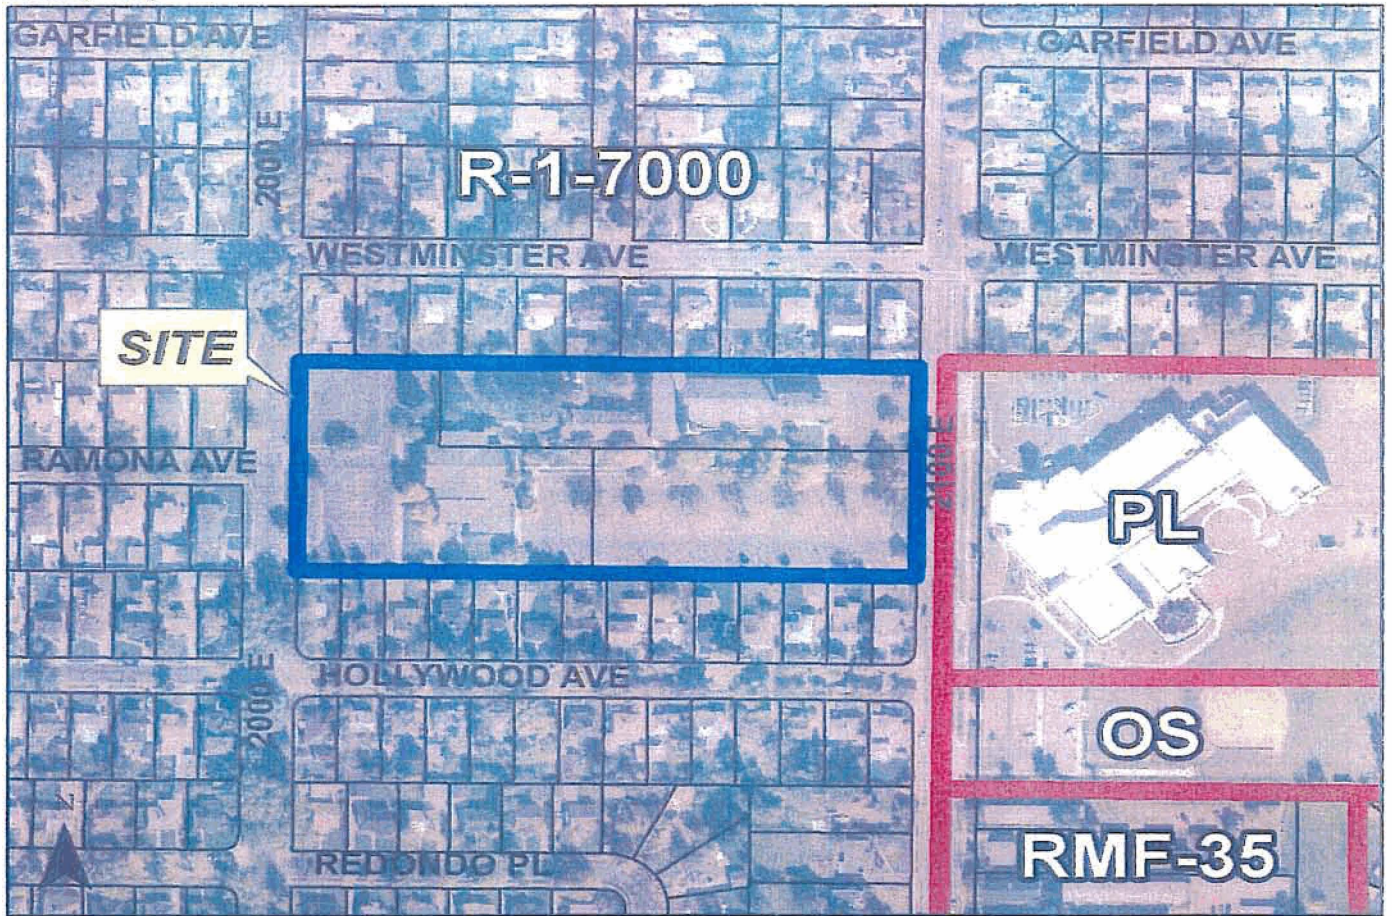 GARFIELD AVE
GARFIELD AVE
2000 E
R-1-7000
WESTMINSTER AVE
WESTMINSTER AVE
SITE
RAMONA AVE
2100 E
PL
2000 E
HOLLYWOOD AVE
OS
REDONDO PL
RMF-35